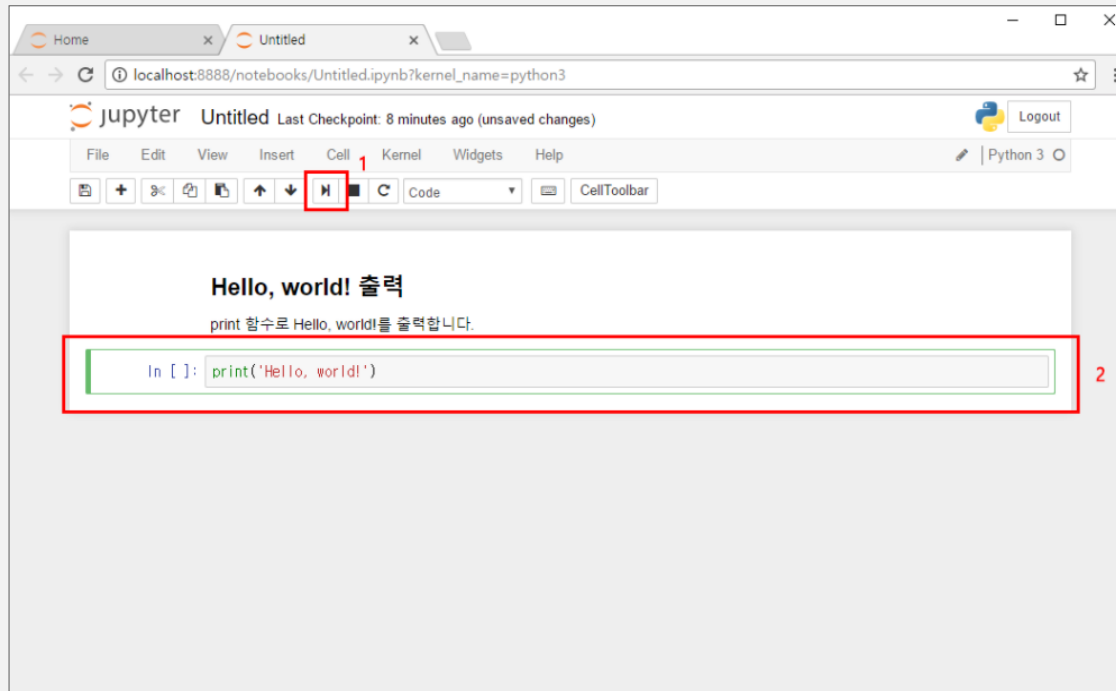 Home
Untitled
localhost:8888/notebooks/Untitled.ipynb?kernel_name=python3
jupyter Untitled Last Checkpoint: 8 minutes ago (unsaved changes)
Logout
File Edit View Insert Cell Kernel Widgets Help
Python 3
1
Code
CellToolbar
Hello, world! 출력
print 함수로 Hello, world!를 출력합니다.
In [ ]: print('Hello, world!')
2